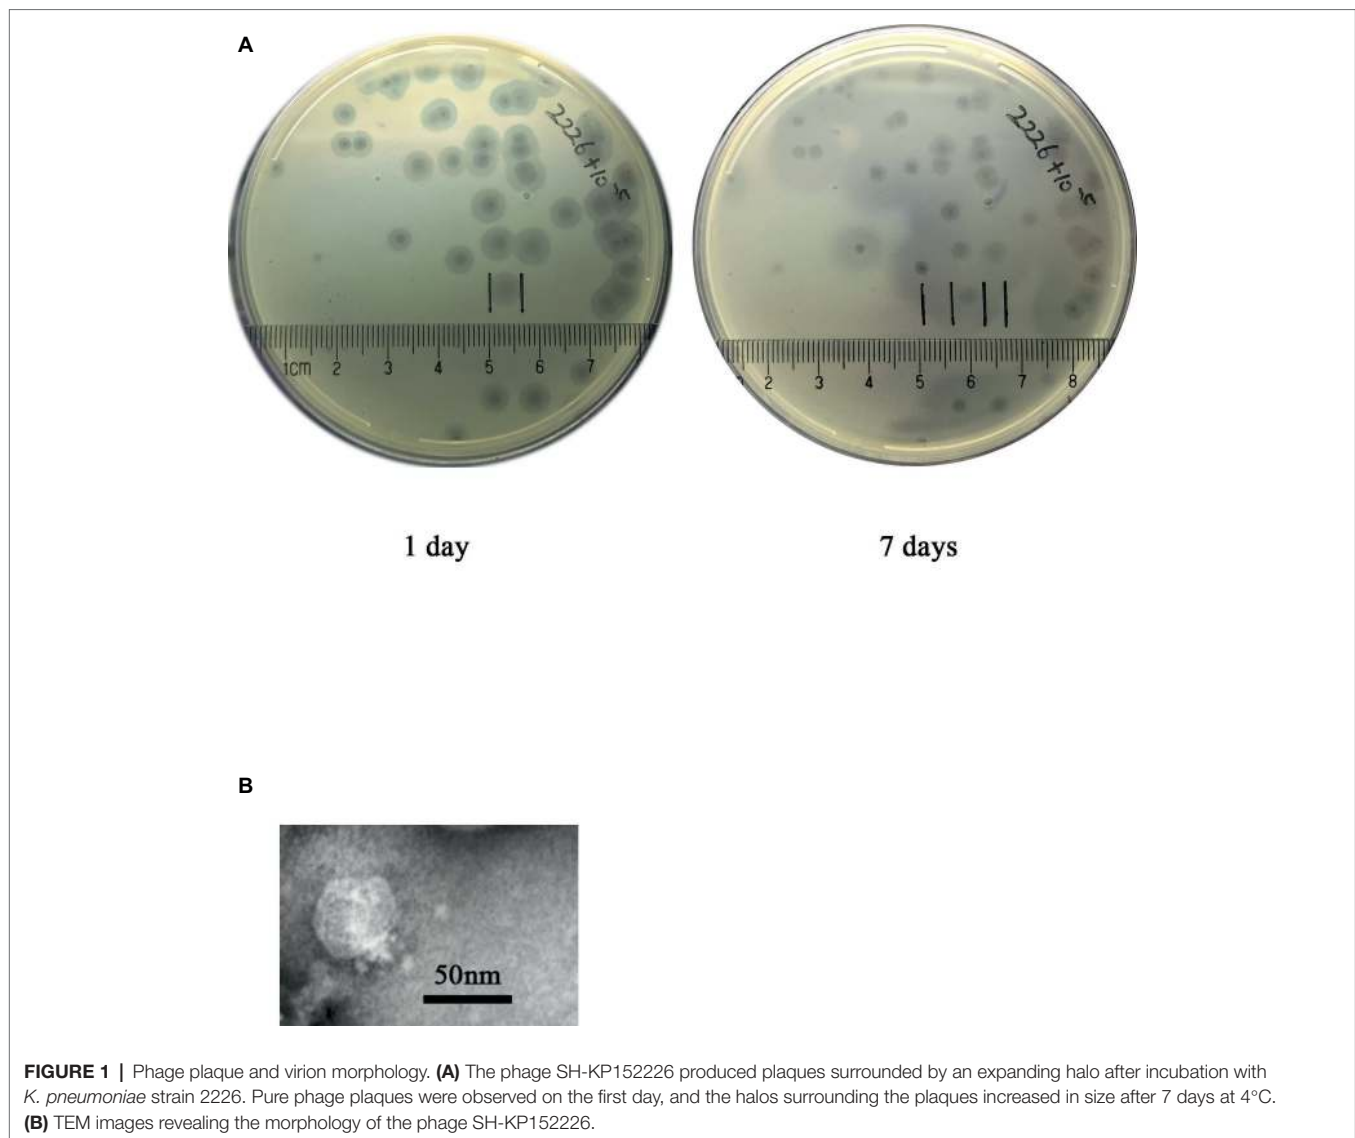 A
2226+10-5
2226+10-5
1cm 2 3 4 5 6 7
2 3 4 5 6 7 8
1 day
7 days
B
50nm
FIGURE 1 | Phage plaque and virion morphology. (A) The phage SH-KP152226 produced plaques surrounded by an expanding halo after incubation with
K. pneumoniae strain 2226. Pure phage plaques were observed on the first day, and the halos surrounding the plaques increased in size after 7 days at 4°C.
(B) TEM images revealing the morphology of the phage SH-KP152226.